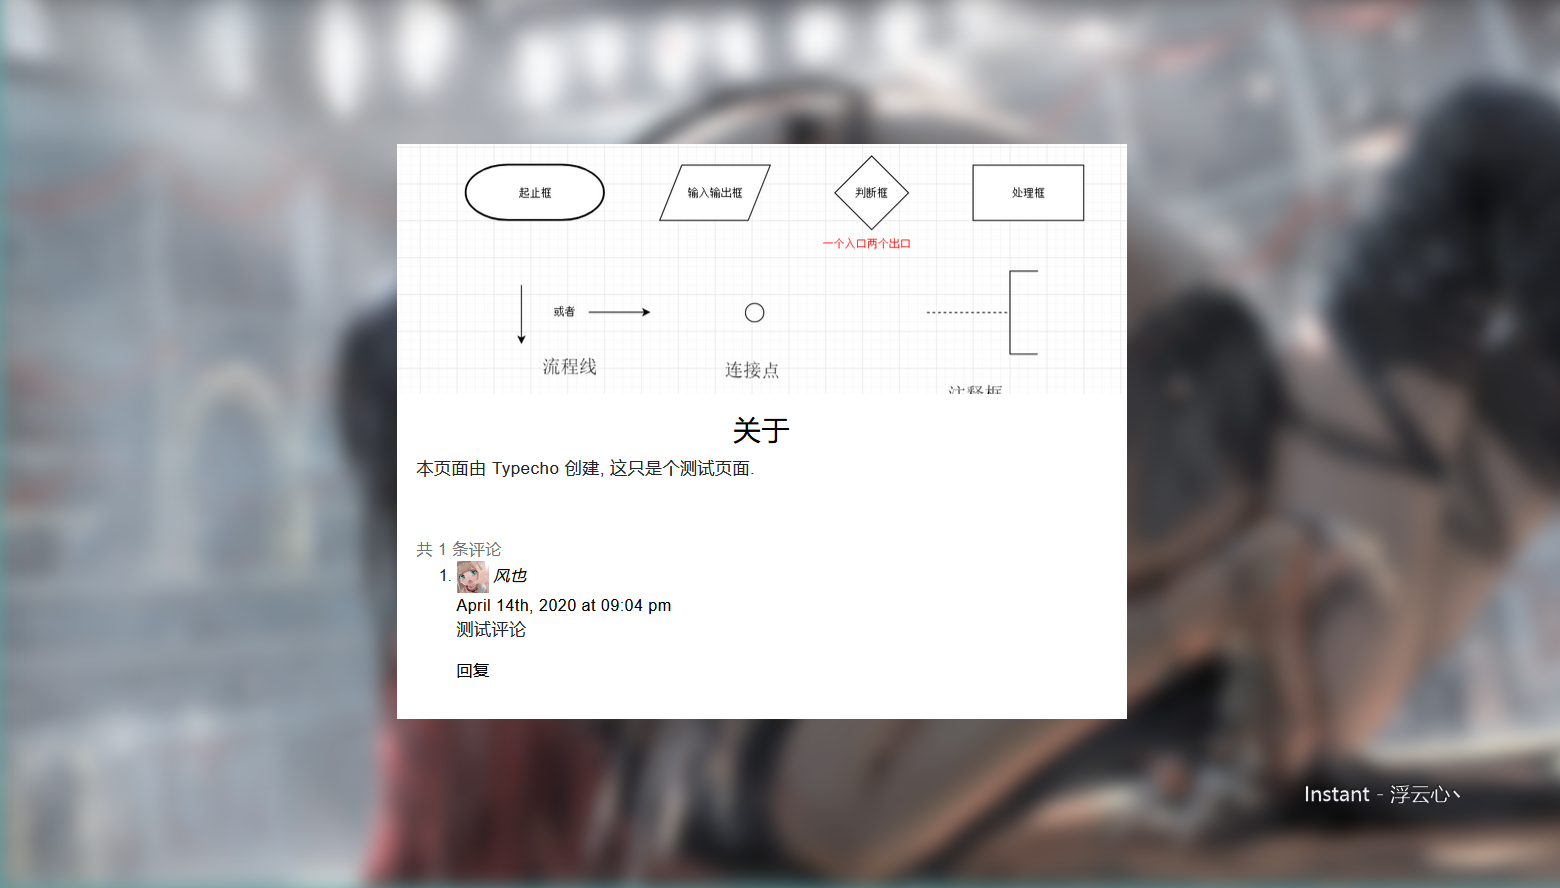 起止框
输入输出框
判断框
处理框
一个入口两个出口
或者
流程线
连接点
注释框
关于
本页面由 Typecho 创建, 这只是个测试页面.
共 1 条评论
1. 风也
April 14th, 2020 at 09:04 pm
测试评论
回复
Instant - 浮云心丶